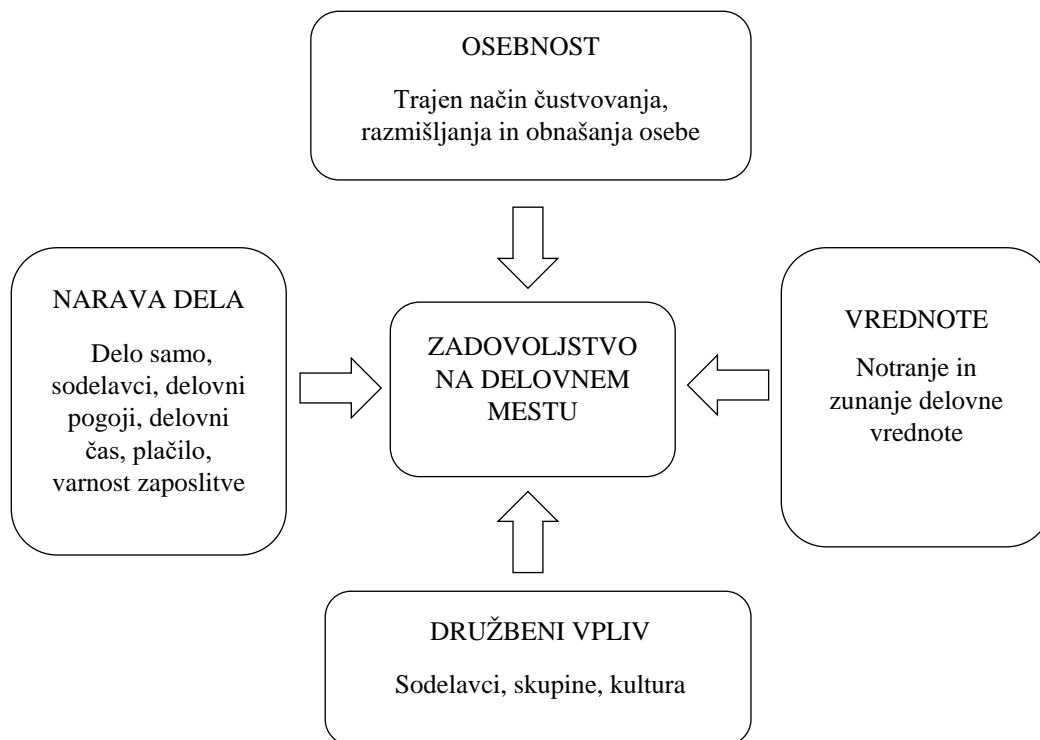 OSEBNOST
Trajen način čustvovanja,
razmišljanja in obnašanja osebe
NARAVA DELA
Delo samo,
sodelavci, delovni
pogoji, delovni
čas, plačilo,
varnost zaposlitve
ZADOVOLJSTVO
NA DELOVNEM
MESTU
VREDNOTE
Notranje in
zunanje delovne
vrednote
DRUŽBENI VPLIV
Sodelavci, skupine, kultura